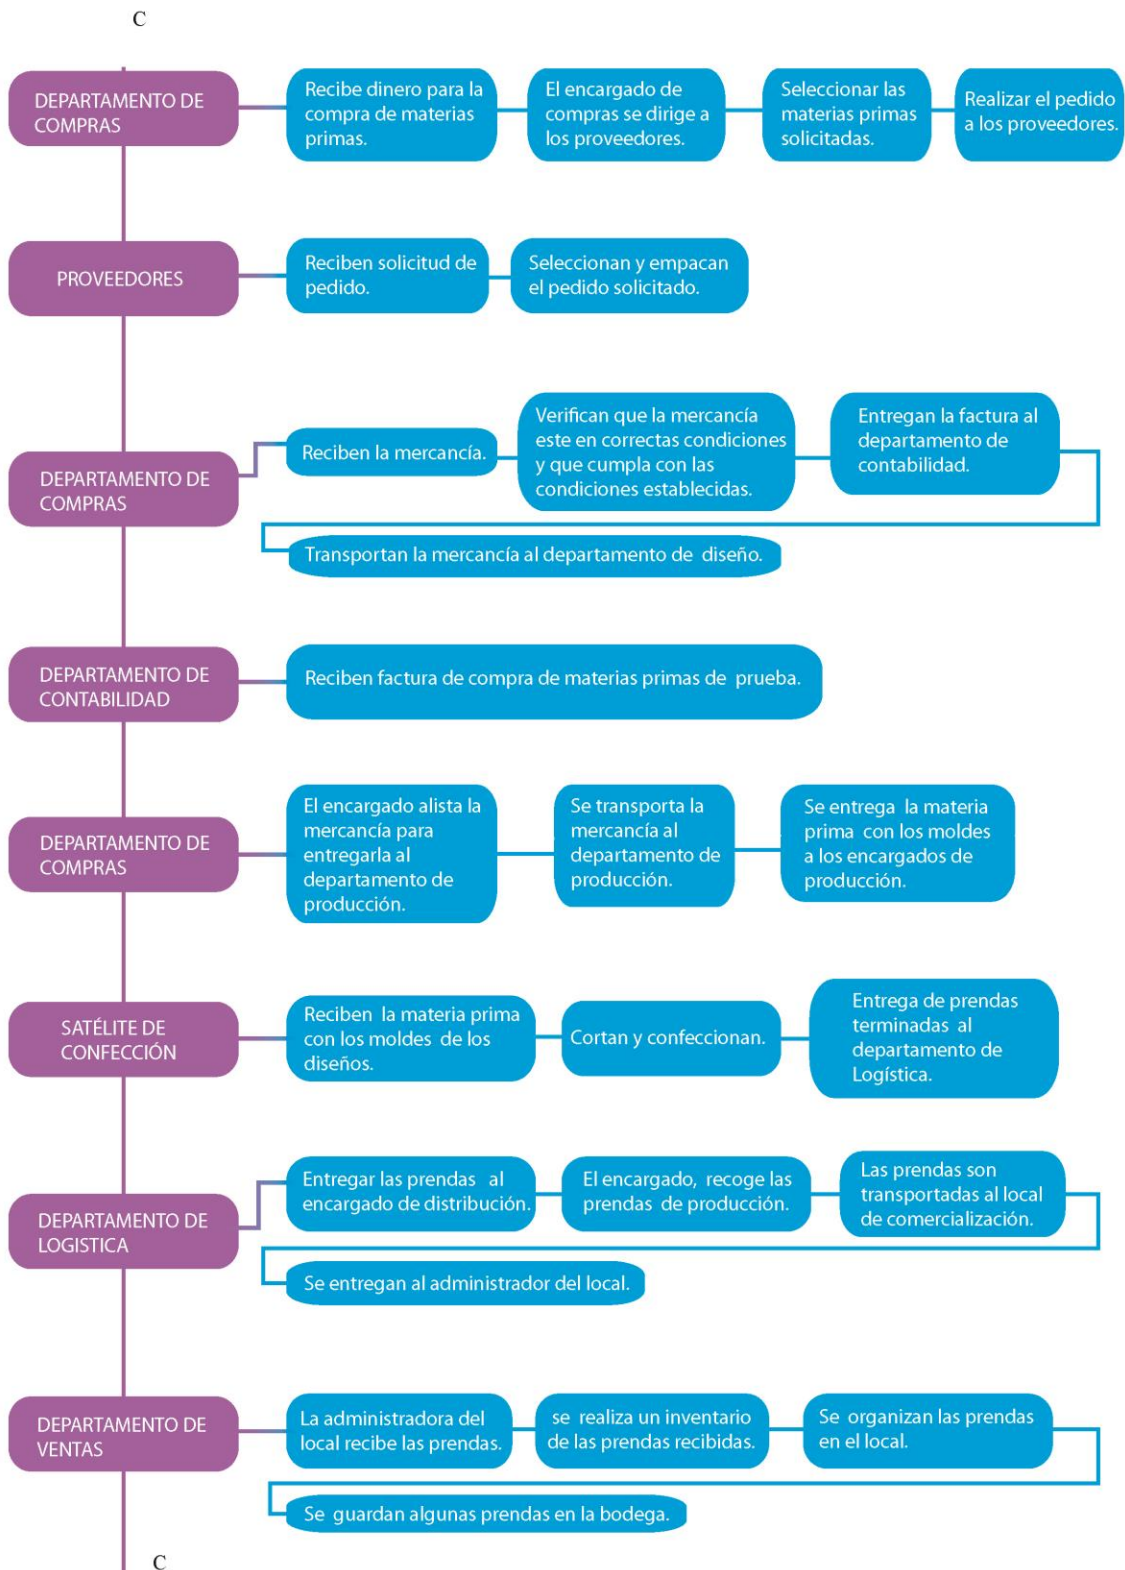 C
DEPARTAMENTO DE
COMPRAS
Recibe dinero para la
compra de materias
primas.
El encargado de
compras se dirige a
los proveedores.
Seleccionar las
materias primas
solicitadas.
Realizar el pedido
a los proveedores.
PROVEEDORES
Reciben solicitud de
pedido.
Seleccionan y empacan
el pedido solicitado.
DEPARTAMENTO DE
COMPRAS
Reciben la mercancía.
Verifican que la mercancía
este en correctas condiciones
y que cumpla con las
condiciones establecidas.
Entregan la factura al
departamento de
contabilidad.
Transportan la mercancía al departamento de diseño.
DEPARTAMENTO DE
CONTABILIDAD
Reciben factura de compra de materias primas de prueba.
DEPARTAMENTO DE
COMPRAS
El encargado alista la
mercancía para
entregarla al
departamento de
producción.
Se transporta la
mercancía al
departamento de
producción.
Se entrega la materia
prima con los moldes
a los encargados de
producción.
SATÉLITE DE
CONFECCIÓN
Reciben la materia prima
con los moldes de los
diseños.
Cortan y confeccionan.
Entrega de prendas
terminadas al
departamento de
Logística.
DEPARTAMENTO DE
LOGISTICA
Entregar las prendas al
encargado de distribución.
El encargado, recoge las
prendas de producción.
Las prendas son
transportadas al local
de comercialización.
Se entregan al administrador del local.
DEPARTAMENTO DE
VENTAS
La administradora del
local recibe las prendas.
se realiza un inventario
de las prendas recibidas.
Se organizan las prendas
en el local.
Se guardan algunas prendas en la bodega.
C